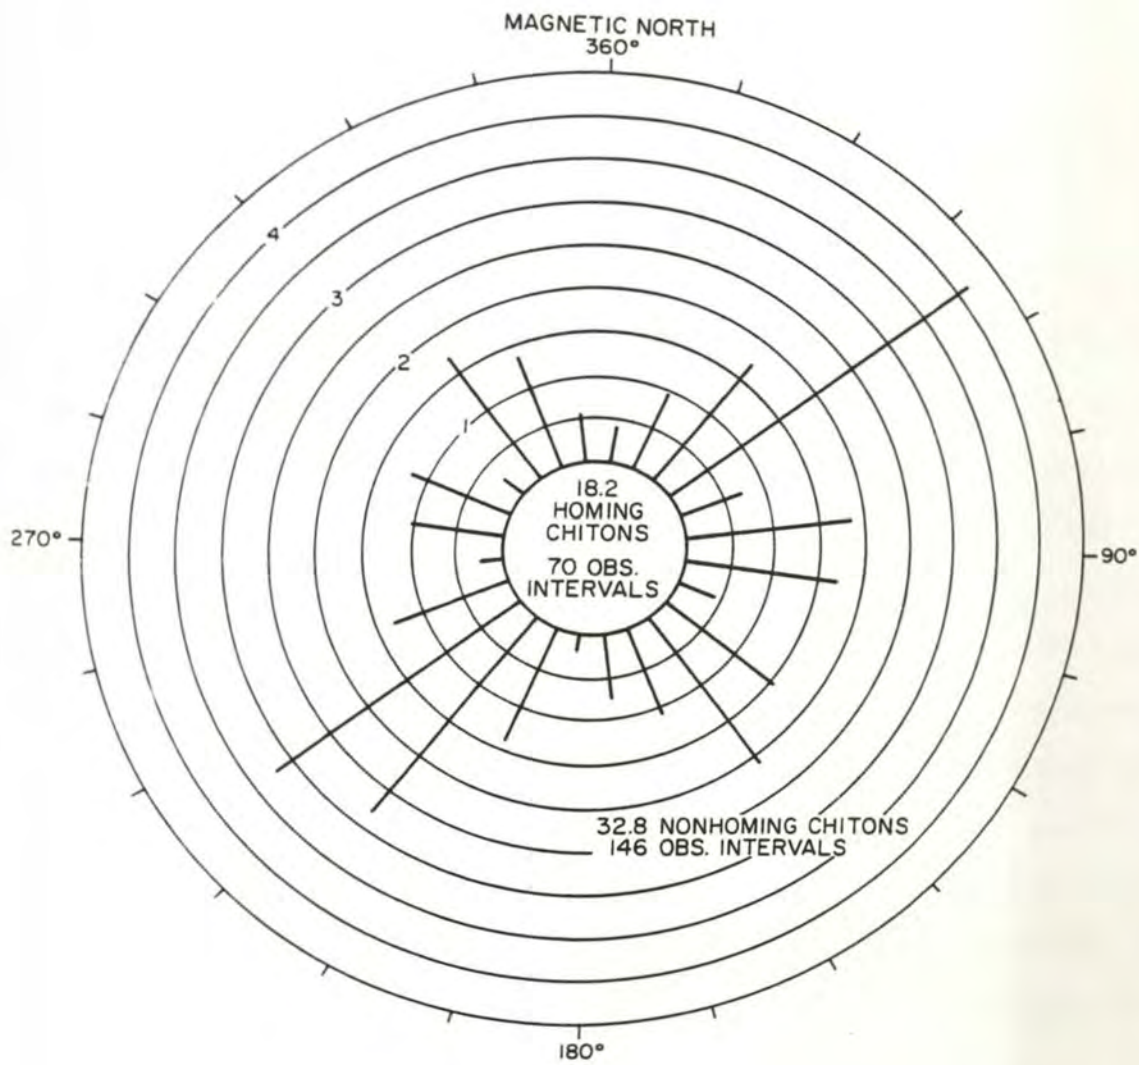 MAGNETIC NORTH
360°
4
3
2
1
18.2
HOMING
CHITONS
70 OBS.
INTERVALS
270°
90°
32.8 NONHOMING CHITONS
146 OBS. INTERVALS
180°